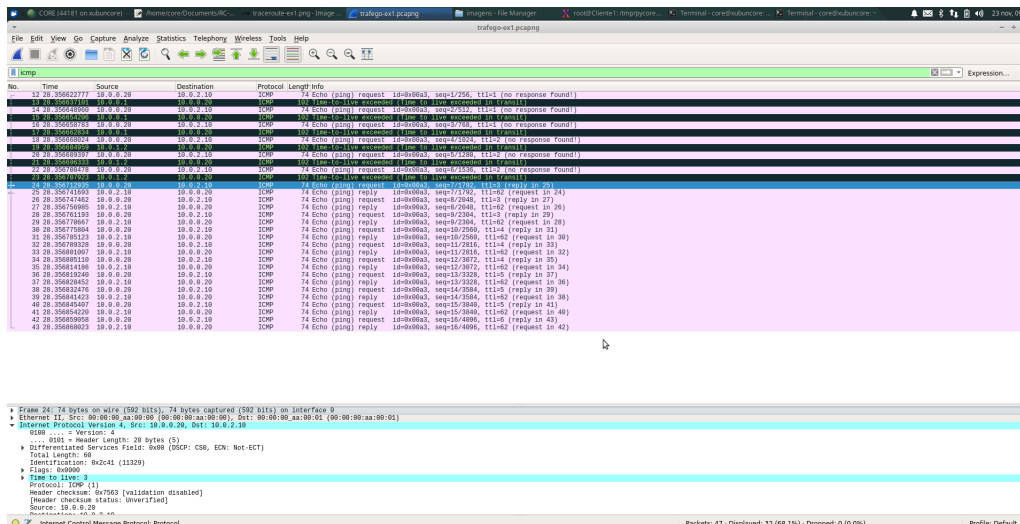 CORE (44181 on xubuncore) /home/core/Documents/RC-... traceroute-ex1.png - Image ... trafego-ex1.pcapng imagens - File Manager root@Cliente1: /tmp/pycore.... Terminal - core@xubuncore: ... Terminal - core@xubuncore: ~ 23 nov, 0
trafego-ex1.pcapng
File Edit View Go Capture Analyze Statistics Telephony Wireless Tools Help
icmp Expression...
No. Time Source Destination Protocol Length Info
12 28.356622777 10.0.0.20 10.0.2.10 ICMP 74 Echo (ping) request id=0x00a3, seq=1/256, ttl=1 (no response found!)
13 28.356637101 10.0.0.1 10.0.0.20 ICMP 102 Time-to-live exceeded (Time to live exceeded in transit)
14 28.356648960 10.0.0.20 10.0.2.10 ICMP 74 Echo (ping) request id=0x00a3, seq=2/512, ttl=1 (no response found!)
15 28.356654206 10.0.0.1 10.0.0.20 ICMP 102 Time-to-live exceeded (Time to live exceeded in transit)
16 28.356658783 10.0.0.20 10.0.2.10 ICMP 74 Echo (ping) request id=0x00a3, seq=3/768, ttl=1 (no response found!)
17 28.356662834 10.0.0.1 10.0.0.20 ICMP 102 Time-to-live exceeded (Time to live exceeded in transit)
18 28.356668024 10.0.0.20 10.0.2.10 ICMP 74 Echo (ping) request id=0x00a3, seq=4/1024, ttl=2 (no response found!)
19 28.356684959 10.0.1.2 10.0.0.20 ICMP 102 Time-to-live exceeded (Time to live exceeded in transit)
20 28.356689397 10.0.0.20 10.0.2.10 ICMP 74 Echo (ping) request id=0x00a3, seq=5/1280, ttl=2 (no response found!)
21 28.356696333 10.0.1.2 10.0.0.20 ICMP 102 Time-to-live exceeded (Time to live exceeded in transit)
22 28.356700478 10.0.0.20 10.0.2.10 ICMP 74 Echo (ping) request id=0x00a3, seq=6/1536, ttl=2 (no response found!)
23 28.356707923 10.0.1.2 10.0.0.20 ICMP 102 Time-to-live exceeded (Time to live exceeded in transit)
24 28.356712935 10.0.0.20 10.0.2.10 ICMP 74 Echo (ping) request id=0x00a3, seq=7/1792, ttl=3 (reply in 25)
25 28.356741693 10.0.2.10 10.0.0.20 ICMP 74 Echo (ping) reply id=0x00a3, seq=7/1792, ttl=62 (request in 24)
26 28.356747462 10.0.0.20 10.0.2.10 ICMP 74 Echo (ping) request id=0x00a3, seq=8/2048, ttl=3 (reply in 27)
27 28.356756985 10.0.2.10 10.0.0.20 ICMP 74 Echo (ping) reply id=0x00a3, seq=8/2048, ttl=62 (request in 26)
28 28.356761193 10.0.0.20 10.0.2.10 ICMP 74 Echo (ping) request id=0x00a3, seq=9/2304, ttl=3 (reply in 29)
29 28.356770667 10.0.2.10 10.0.0.20 ICMP 74 Echo (ping) reply id=0x00a3, seq=9/2304, ttl=62 (request in 28)
30 28.356775804 10.0.0.20 10.0.2.10 ICMP 74 Echo (ping) request id=0x00a3, seq=10/2560, ttl=4 (reply in 31)
31 28.356785123 10.0.2.10 10.0.0.20 ICMP 74 Echo (ping) reply id=0x00a3, seq=10/2560, ttl=62 (request in 30)
32 28.356789328 10.0.0.20 10.0.2.10 ICMP 74 Echo (ping) request id=0x00a3, seq=11/2816, ttl=4 (reply in 33)
33 28.356801007 10.0.2.10 10.0.0.20 ICMP 74 Echo (ping) reply id=0x00a3, seq=11/2816, ttl=62 (request in 32)
34 28.356805110 10.0.0.20 10.0.2.10 ICMP 74 Echo (ping) request id=0x00a3, seq=12/3072, ttl=4 (reply in 35)
35 28.356814186 10.0.2.10 10.0.0.20 ICMP 74 Echo (ping) reply id=0x00a3, seq=12/3072, ttl=62 (request in 34)
36 28.356819240 10.0.0.20 10.0.2.10 ICMP 74 Echo (ping) request id=0x00a3, seq=13/3328, ttl=5 (reply in 37)
37 28.356828452 10.0.2.10 10.0.0.20 ICMP 74 Echo (ping) reply id=0x00a3, seq=13/3328, ttl=62 (request in 36)
38 28.356832476 10.0.0.20 10.0.2.10 ICMP 74 Echo (ping) request id=0x00a3, seq=14/3584, ttl=5 (reply in 39)
39 28.356841423 10.0.2.10 10.0.0.20 ICMP 74 Echo (ping) reply id=0x00a3, seq=14/3584, ttl=62 (request in 38)
40 28.356845407 10.0.0.20 10.0.2.10 ICMP 74 Echo (ping) request id=0x00a3, seq=15/3840, ttl=5 (reply in 41)
41 28.356854220 10.0.2.10 10.0.0.20 ICMP 74 Echo (ping) reply id=0x00a3, seq=15/3840, ttl=62 (request in 40)
42 28.356859058 10.0.0.20 10.0.2.10 ICMP 74 Echo (ping) request id=0x00a3, seq=16/4096, ttl=6 (reply in 43)
43 28.356868023 10.0.2.10 10.0.0.20 ICMP 74 Echo (ping) reply id=0x00a3, seq=16/4096, ttl=62 (request in 42)
Frame 24: 74 bytes on wire (592 bits), 74 bytes captured (592 bits) on interface 0
Ethernet II, Src: 00:00:00_aa:00:00 (00:00:00:aa:00:00), Dst: 00:00:00_aa:00:01 (00:00:00:aa:00:01)
Internet Protocol Version 4, Src: 10.0.0.20, Dst: 10.0.2.10
0100 .... = Version: 4
.... 0101 = Header Length: 20 bytes (5)
Differentiated Services Field: 0x00 (DSCP: CS0, ECN: Not-ECT)
Total Length: 60
Identification: 0x2c41 (11329)
Flags: 0x0000
Time to live: 3
Protocol: ICMP (1)
Header checksum: 0x7563 [validation disabled]
[Header checksum status: Unverified]
Source: 10.0.0.20
Destination: 10.0.2.10
Internet Control Message Protocol: Protocol Packets: 47 · Displayed: 32 (68.1%) · Dropped: 0 (0.0%) Profile: Default